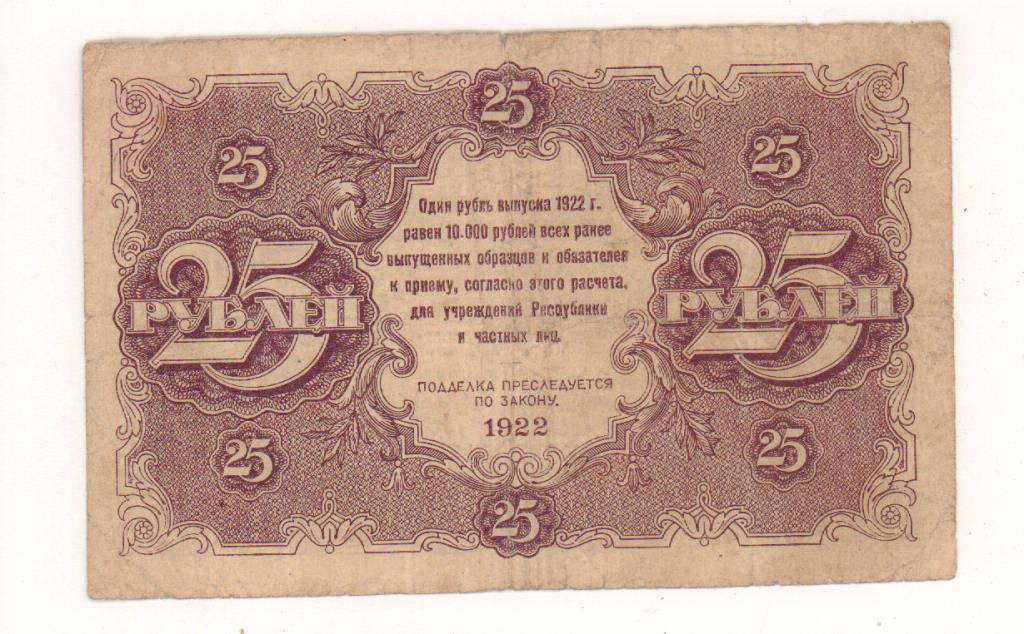 25
25
25
Один рубль выпуска 1922 г.
равен 10.000 рублей всех ранее
выпущенных образцов и обязателен
к приему, согласно этого расчета,
для учреждений Республики
и частных лиц.
25 РУБЛЕЙ
25 РУБЛЕЙ
ПОДДЕЛКА ПРЕСЛЕДУЕТСЯ
ПО ЗАКОНУ.
1922
25
25
25